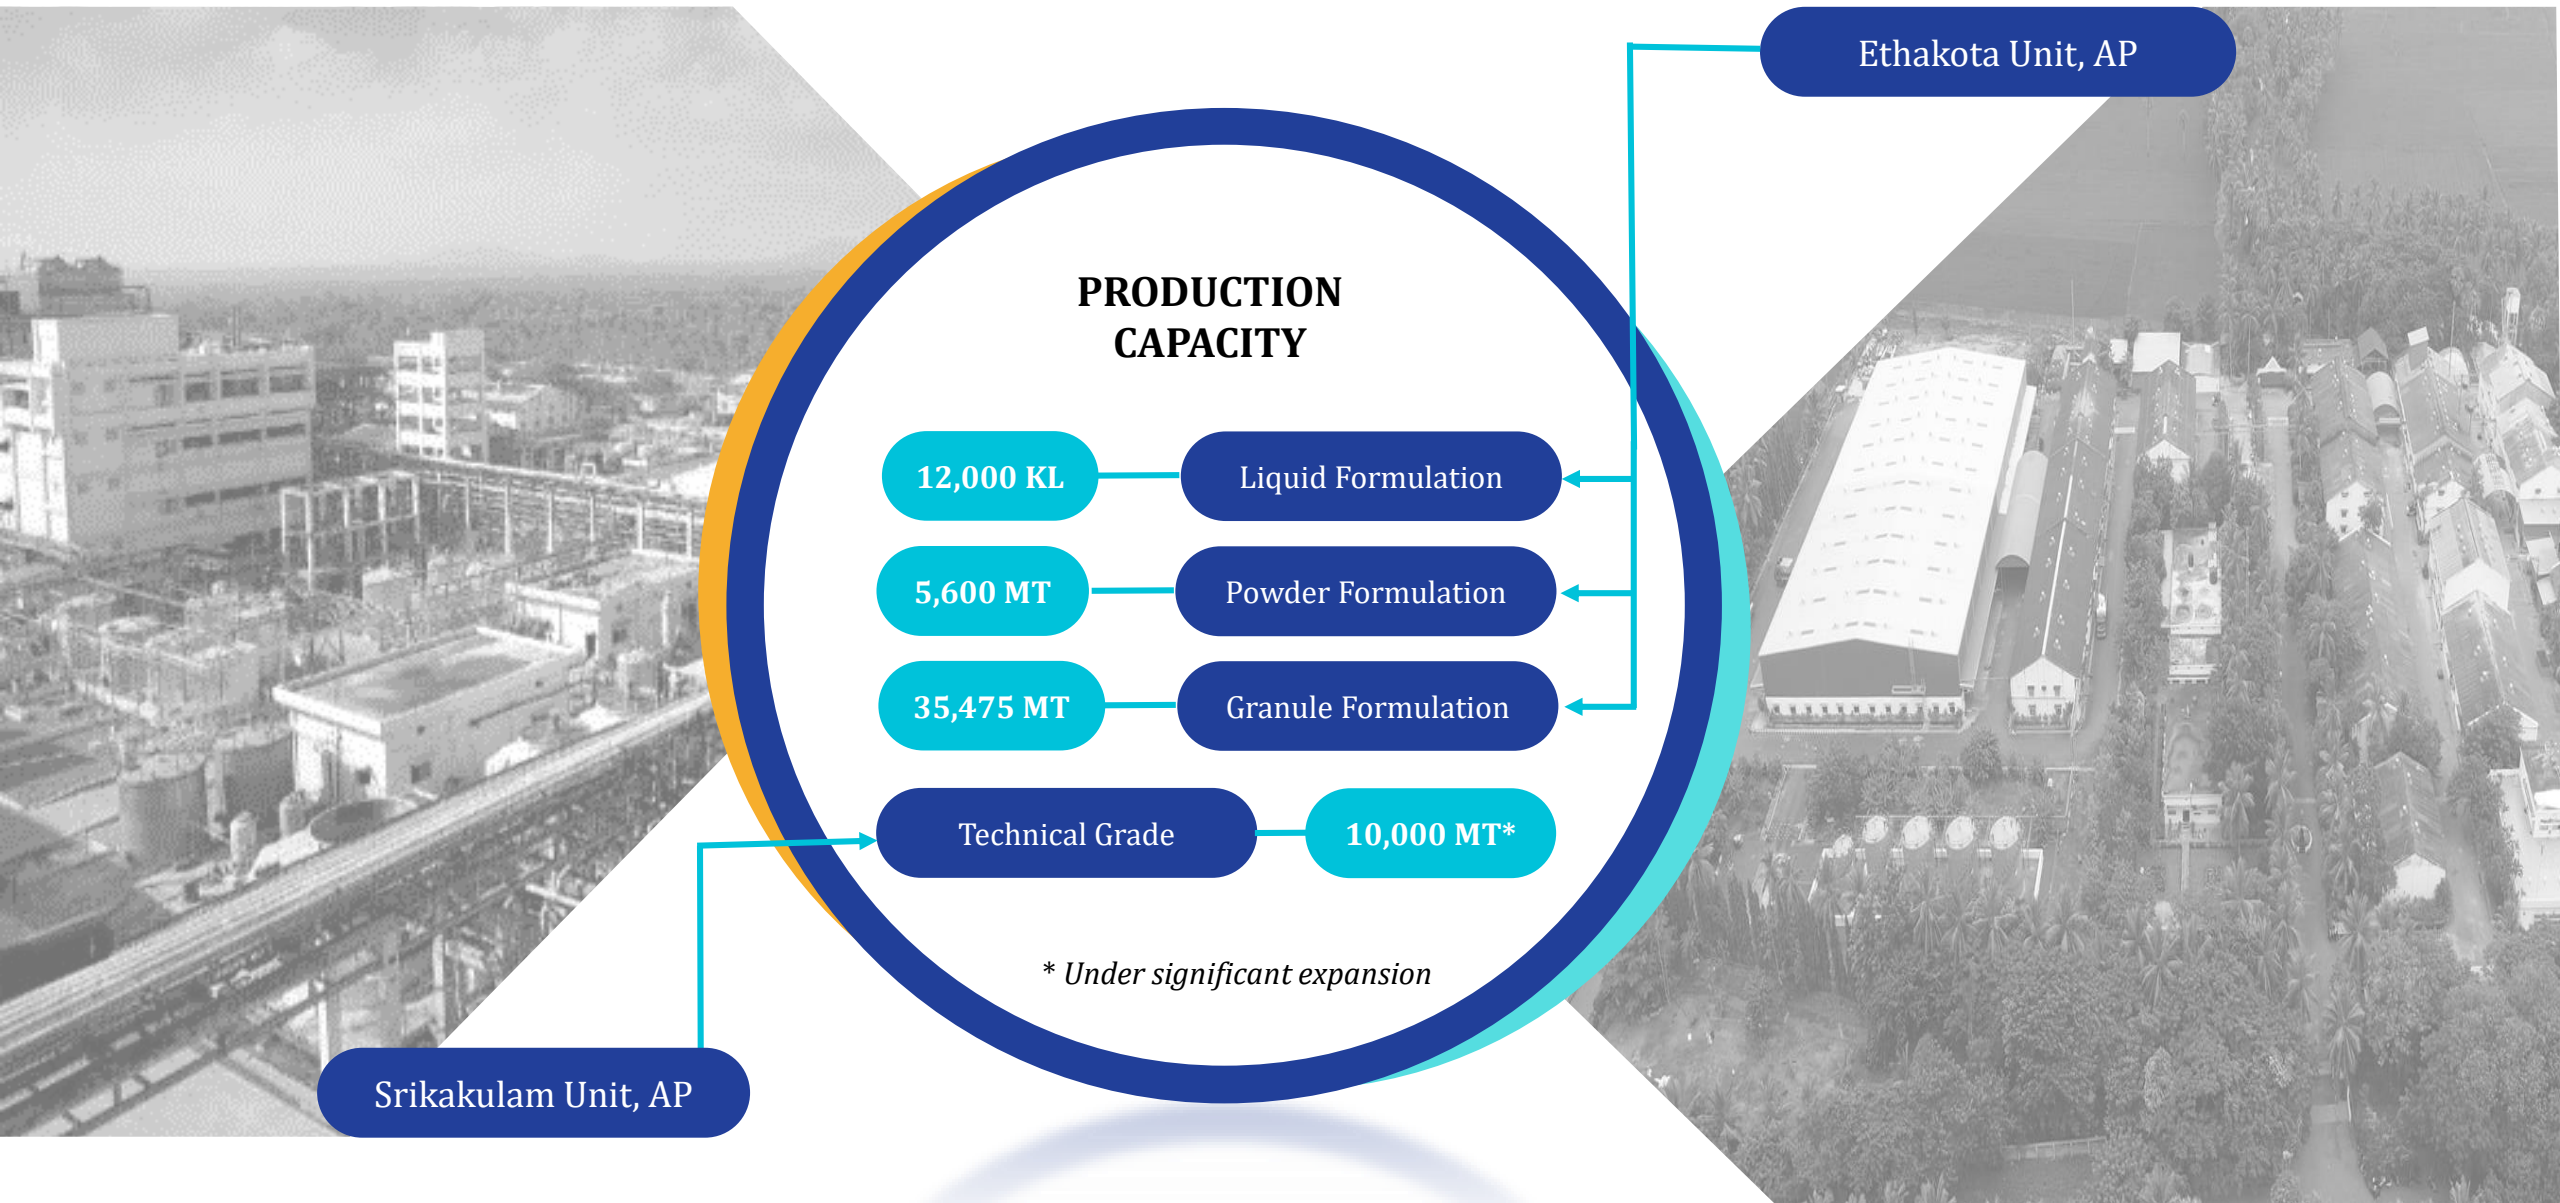 Ethakota Unit, AP
PRODUCTION
CAPACITY
12,000 KL Liquid Formulation
5,600 MT Powder Formulation
35,475 MT Granule Formulation
Technical Grade 10,000 MT*
* Under significant expansion
Srikakulam Unit, AP